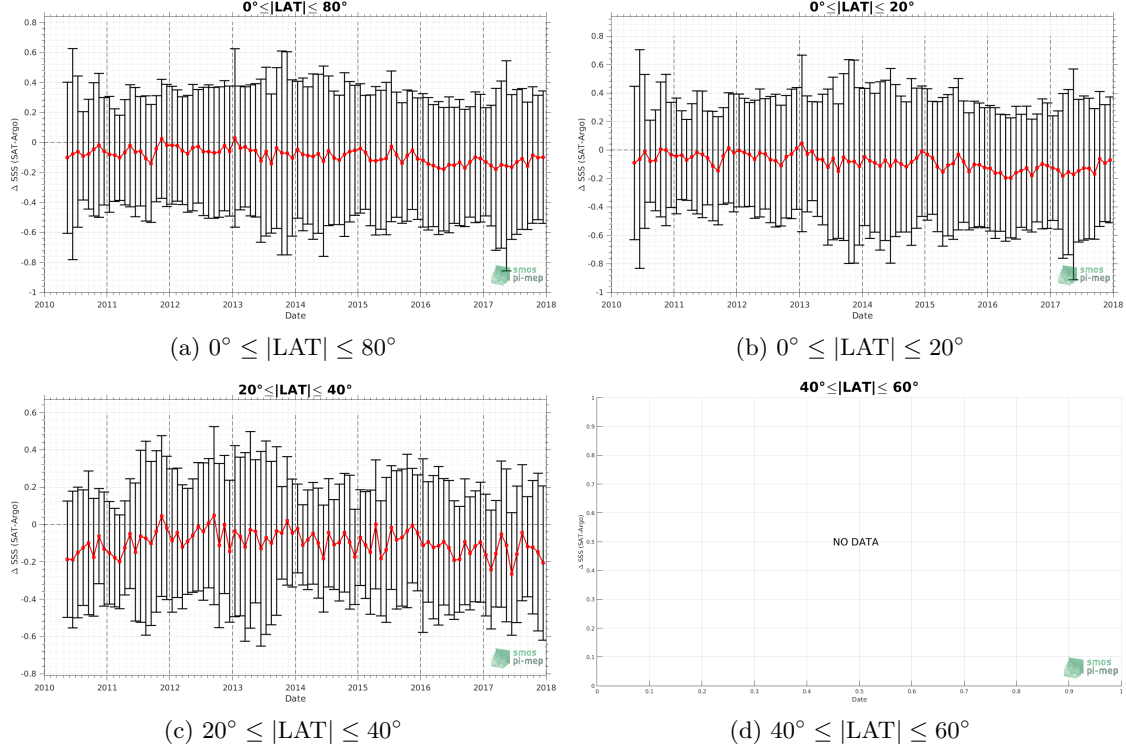 0°≤|LAT|≤ 80°
Δ SSS (SAT-Argo)
0.8
0.6
0.4
0.2
0
-0.2
-0.4
-0.6
-0.8
-1
2010 2011 2012 2013 2014 2015 2016 2017 2018
Date
smos
pi-mep
(a) 0° ≤ |LAT| ≤ 80°
0°≤|LAT|≤ 20°
Δ SSS (SAT-Argo)
0.8
0.6
0.4
0.2
0
-0.2
-0.4
-0.6
-0.8
-1
2010 2011 2012 2013 2014 2015 2016 2017 2018
Date
smos
pi-mep
(b) 0° ≤ |LAT| ≤ 20°
20°≤|LAT|≤ 40°
Δ SSS (SAT-Argo)
0.6
0.4
0.2
0
-0.2
-0.4
-0.6
-0.8
2010 2011 2012 2013 2014 2015 2016 2017 2018
Date
smos
pi-mep
(c) 20° ≤ |LAT| ≤ 40°
40°≤|LAT|≤ 60°
Δ SSS (SAT-Argo)
1
0.9
0.8
0.7
0.6
0.5
0.4
0.3
0.2
0.1
0
NO DATA
0 0.1 0.2 0.3 0.4 0.5 0.6 0.7 0.8 0.9 1
Date
smos
pi-mep
(d) 40° ≤ |LAT| ≤ 60°